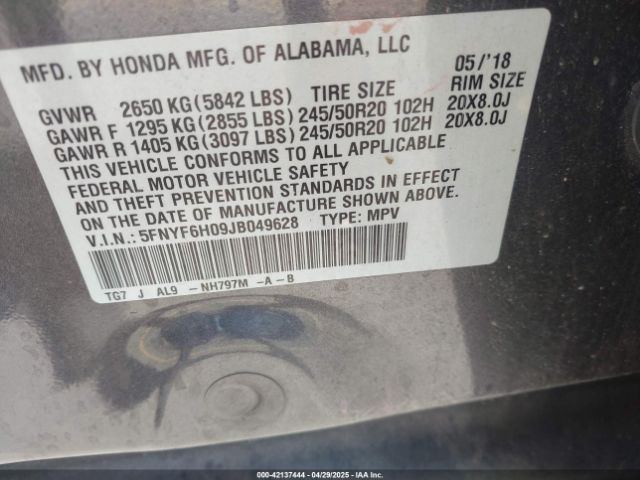 MFD. BY HONDA MFG. OF ALABAMA, LLC 05/'18
GVWR 2650 KG(5842 LBS) TIRE SIZE RIM SIZE
GAWR F 1295 KG(2855 LBS)245/50R20 102H 20X8.0J
GAWR R 1405 KG(3097 LBS)245/50R20 102H 20X8.0J
THIS VEHICLE CONFORMS TO ALL APPLICABLE
FEDERAL MOTOR VEHICLE SAFETY
AND THEFT PREVENTION STANDARDS IN EFFECT
ON THE DATE OF MANUFACTURE SHOWN ABOVE.
V.I.N.: 5FNYF6H09JB049628 TYPE: MPV
TG7 J AL9 -NH797M -A-B
000-42137444 - 04/29/2025 - IAA Inc.